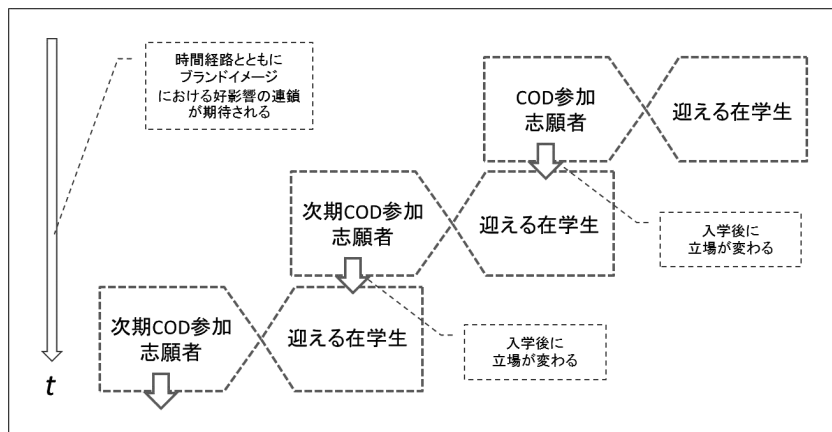 時間経路とともに
ブランドイメージ
における好影響の連鎖
が期待される
COD参加
志願者
迎える在学生
次期COD参加
志願者
迎える在学生
入学後に
立場が変わる
次期COD参加
志願者
迎える在学生
入学後に
立場が変わる
t